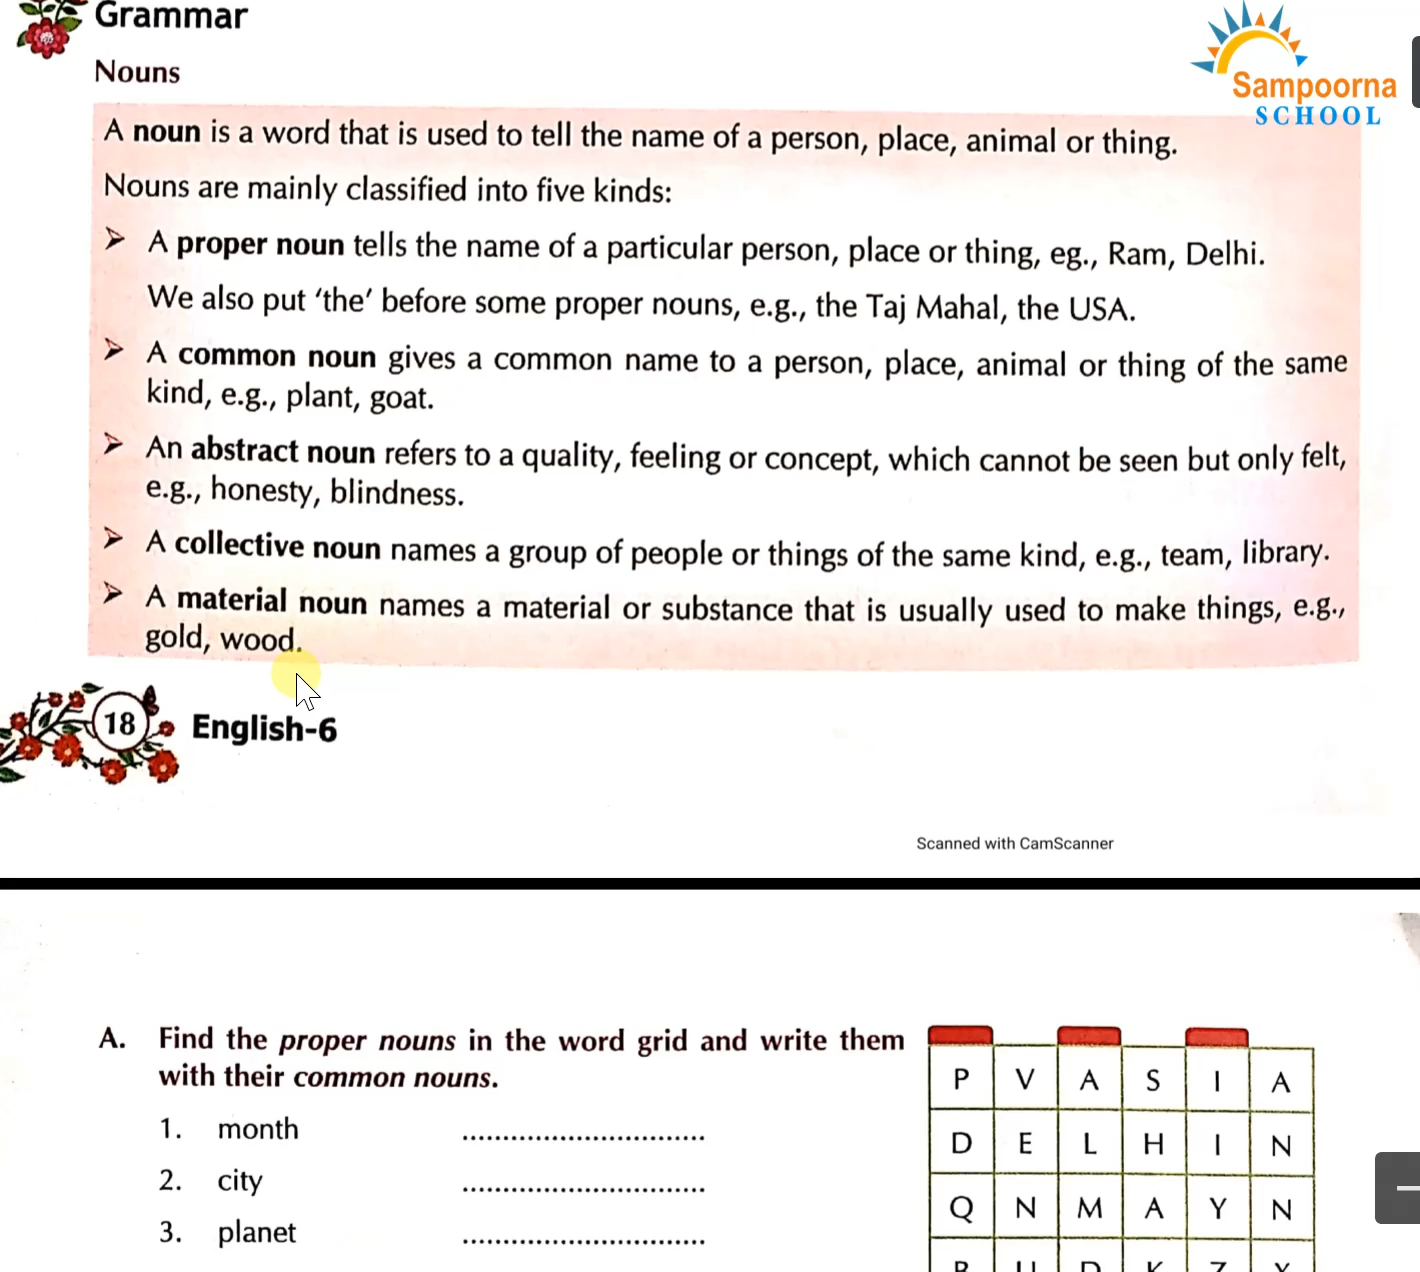 Grammar
Sampoorna
SCHOOL
Nouns
A noun is a word that is used to tell the name of a person, place, animal or thing.
Nouns are mainly classified into five kinds:
➢ A proper noun tells the name of a particular person, place or thing, eg., Ram, Delhi.
We also put ‘the’ before some proper nouns, e.g., the Taj Mahal, the USA.
➢ A common noun gives a common name to a person, place, animal or thing of the same
kind, e.g., plant, goat.
➢ An abstract noun refers to a quality, feeling or concept, which cannot be seen but only felt,
e.g., honesty, blindness.
➢ A collective noun names a group of people or things of the same kind, e.g., team, library.
➢ A material noun names a material or substance that is usually used to make things, e.g.,
gold, wood.
18 English-6
Scanned with CamScanner
A. Find the proper nouns in the word grid and write them
with their common nouns.
1. month ..............................
2. city ..............................
3. planet ..............................
P V A S I A
D E L H I N
Q N M A Y N